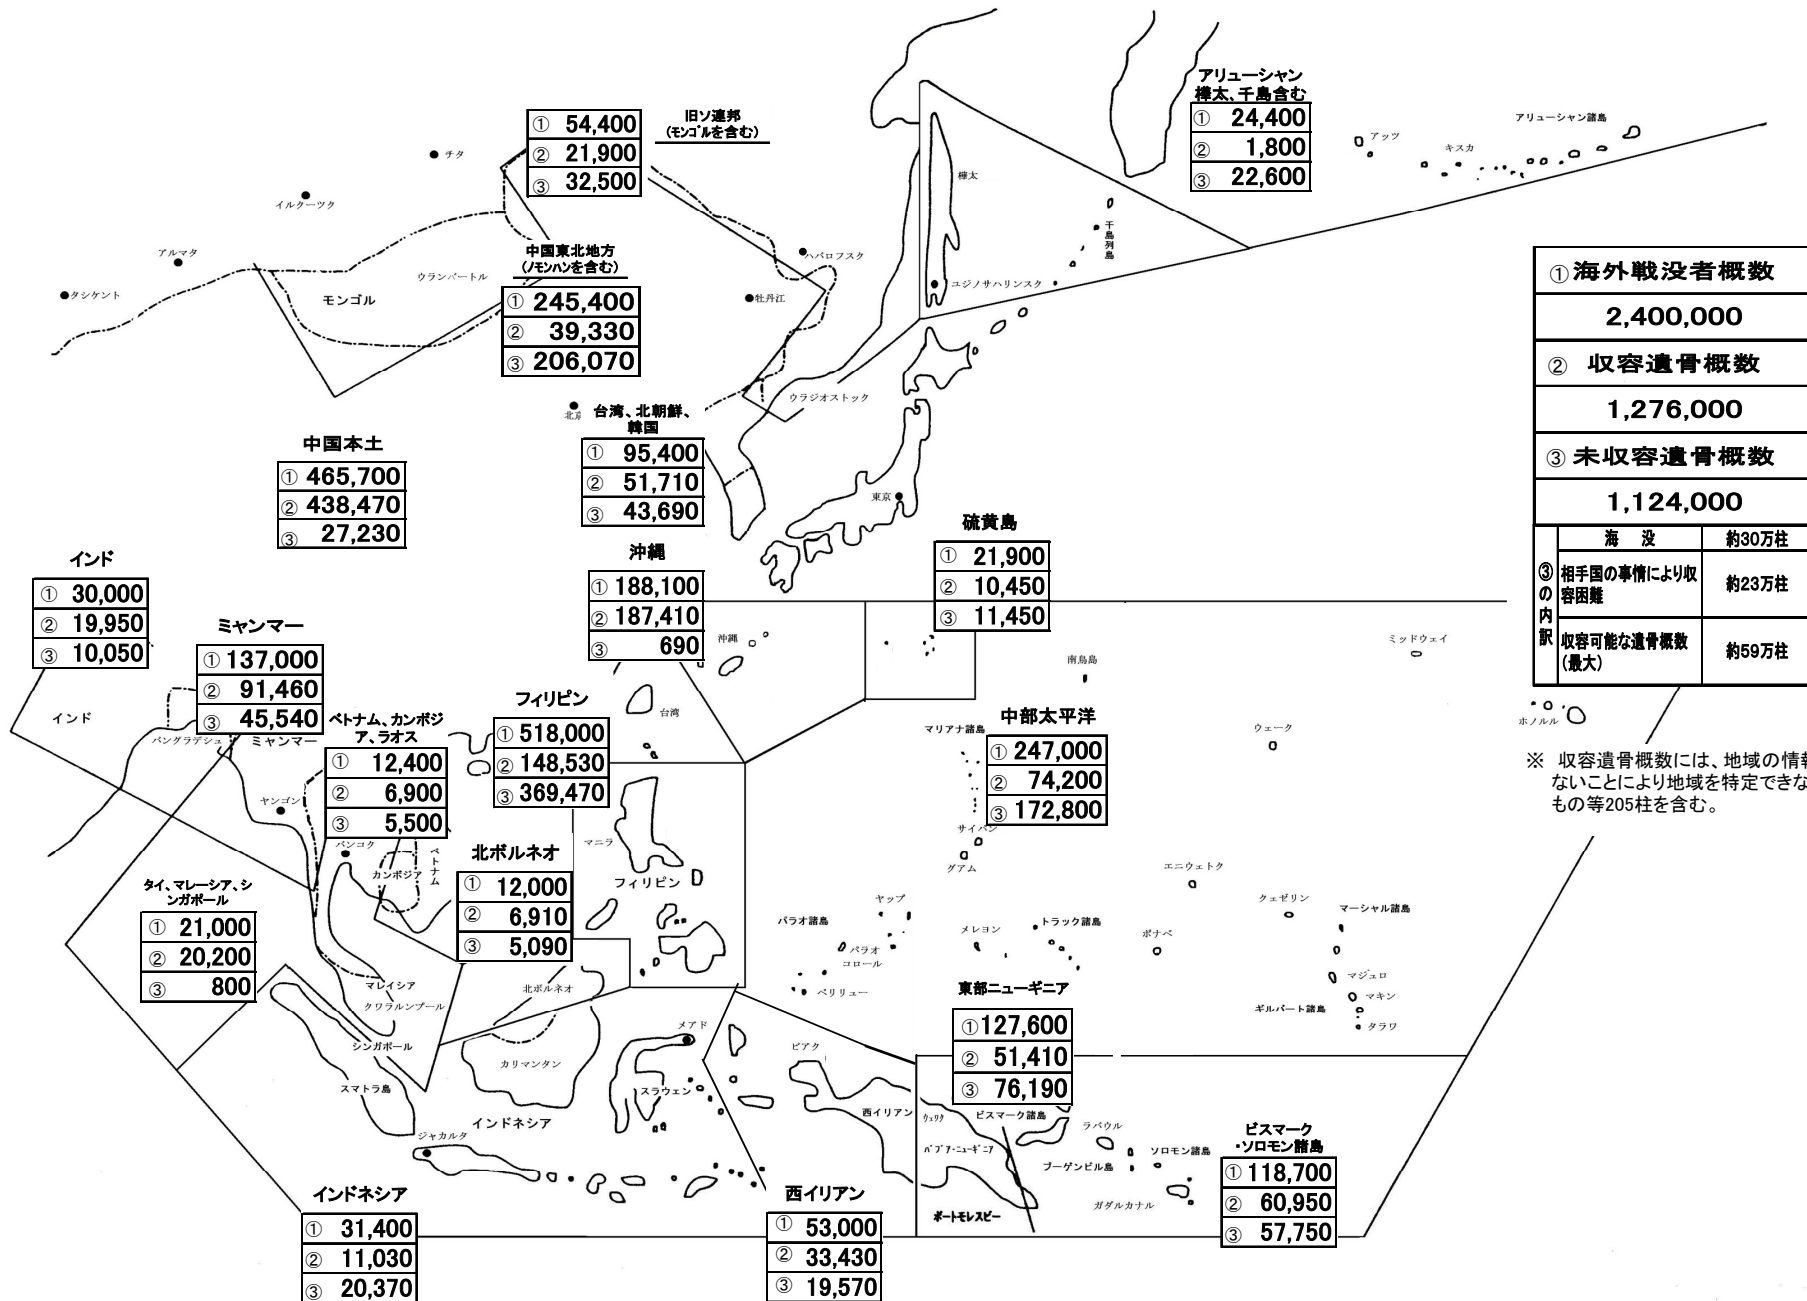 アリューシャン
樺太、千島含む
① 24,400
② 1,800
③ 22,600
アリューシャン諸島
アッツ
キスカ
旧ソ連邦
(モンゴルを含む)
① 54,400
② 21,900
③ 32,500
チタ
イルクーツク
アルマタ
タシケント
ウランバートル
モンゴル
中国東北地方
(ノモンハンを含む)
① 245,400
② 39,330
③ 206,070
ハバロフスク
牡丹江
ウラジオストック
樺太
千島列島
ユジノサハリンスク
①海外戦没者概数
2,400,000
② 収容遺骨概数
1,276,000
③未収容遺骨概数
1,124,000
③の内訳
海 没 約30万柱
相手国の事情により収
容困難
約23万柱
収容可能な遺骨概数
(最大)
約59万柱
※ 収容遺骨概数には、地域の情報
ないことにより地域を特定できな
もの等205柱を含む。
北京
台湾、北朝鮮、
韓国
① 95,400
② 51,710
③ 43,690
中国本土
① 465,700
② 438,470
③ 27,230
東京
硫黄島
① 21,900
② 10,450
③ 11,450
沖縄
① 188,100
② 187,410
③ 690
沖縄
台湾
南鳥島
ミッドウェイ
ホノルル
ウェーク
インド
① 30,000
② 19,950
③ 10,050
インド
バングラデシュ
ミャンマー
① 137,000
② 91,460
③ 45,540
ミャンマー
ヤンゴン
バンコク
ベトナム、カンボジ
ア、ラオス
① 12,400
② 6,900
③ 5,500
カンボジア
ベトナム
フィリピン
① 518,000
② 148,530
③ 369,470
マニラ
フィリピン
中部太平洋
① 247,000
② 74,200
③ 172,800
マリアナ諸島
サイパン
グアム
エニウェトク
クェゼリン
マーシャル諸島
マジュロ
マキン
ギルバート諸島
タラワ
ヤップ
パラオ諸島
パラオ
コロール
ペリリュー
メレヨン
トラック諸島
ポナペ
北ボルネオ
① 12,000
② 6,910
③ 5,090
北ボルネオ
タイ、マレーシア、シ
ンガポール
① 21,000
② 20,200
③ 800
マレイシア
クワラルンプール
シンガポール
スマトラ島
カリマンタン
メアド
スラウェン
インドネシア
ジャカルタ
インドネシア
① 31,400
② 11,030
③ 20,370
東部ニューギニア
① 127,600
② 51,410
③ 76,190
ビアク
西イリアン
ウェワク
パプア・ニューギニア
ポートモレスビー
西イリアン
① 53,000
② 33,430
③ 19,570
ビスマーク諸島
ラバウル
ブーゲンビル島
ソロモン諸島
ガダルカナル
ビスマーク
・ソロモン諸島
① 118,700
② 60,950
③ 57,750